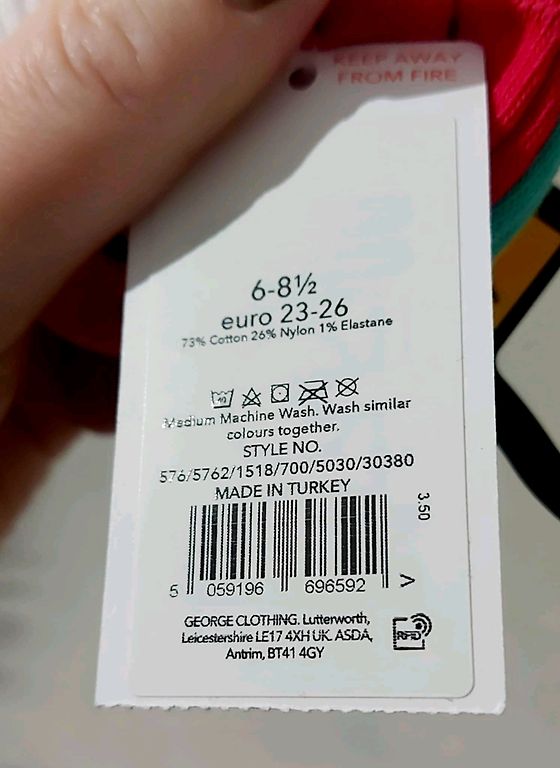 KEEP AWAY
FROM FIRE
6-8½
euro 23-26
73% Cotton 26% Nylon 1% Elastane
40
Medium Machine Wash. Wash similar
colours together.
STYLE NO.
576/5762/1518/700/5030/30380
MADE IN TURKEY
3.50
5 059196 696592 >
GEORGE CLOTHING. Lutterworth,
Leicestershire LE17 4XH UK. ASDA,
Antrim, BT41 4GY
RFID